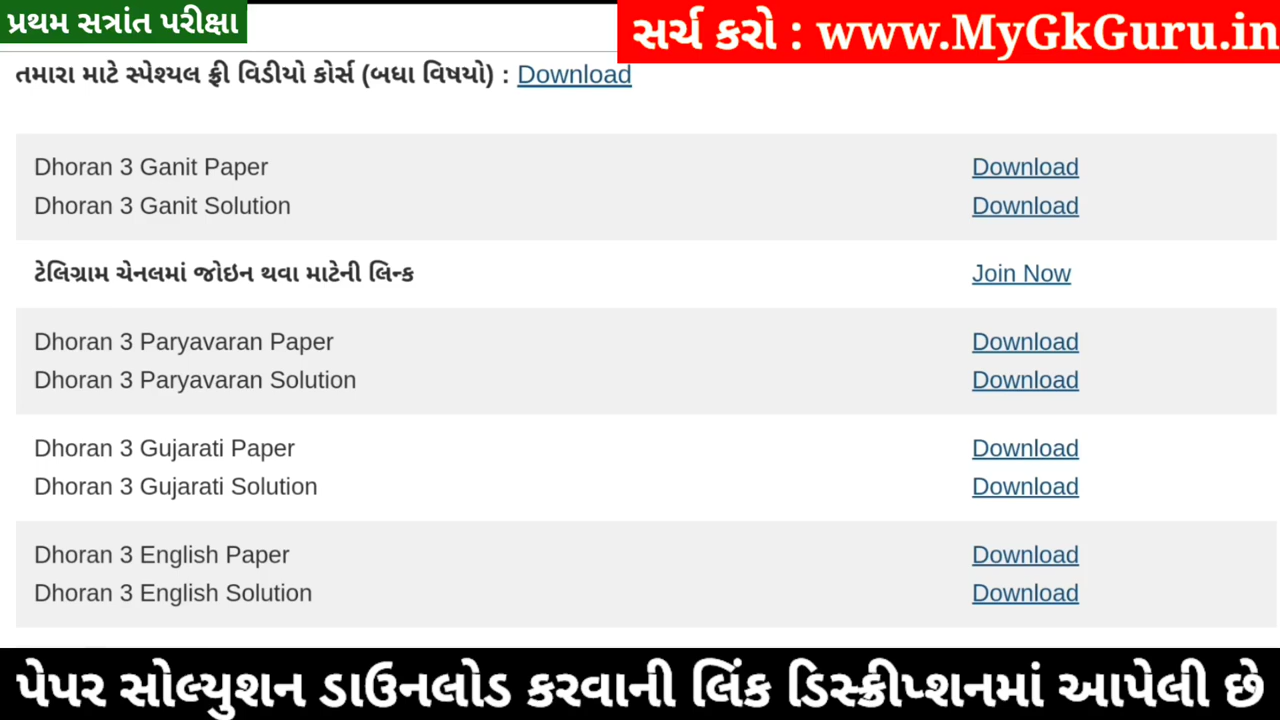 પ્રથમ સત્રાંત પરીક્ષા
સર્ચ કરો : www.MyGkGuru.in
તમારા માટે સ્પેશ્યલ ફ્રી વિડીયો કોર્સ (બધા વિષયો) : Download
Dhoran 3 Ganit Paper Download
Dhoran 3 Ganit Solution Download
ટેલિગ્રામ ચેનલમાં જોઇન થવા માટેની લિન્ક Join Now
Dhoran 3 Paryavaran Paper Download
Dhoran 3 Paryavaran Solution Download
Dhoran 3 Gujarati Paper Download
Dhoran 3 Gujarati Solution Download
Dhoran 3 English Paper Download
Dhoran 3 English Solution Download
પેપર સોલ્યુશન ડાઉનલોડ કરવાની લિંક ડિસ્ક્રીપ્શનમાં આપેલી છે